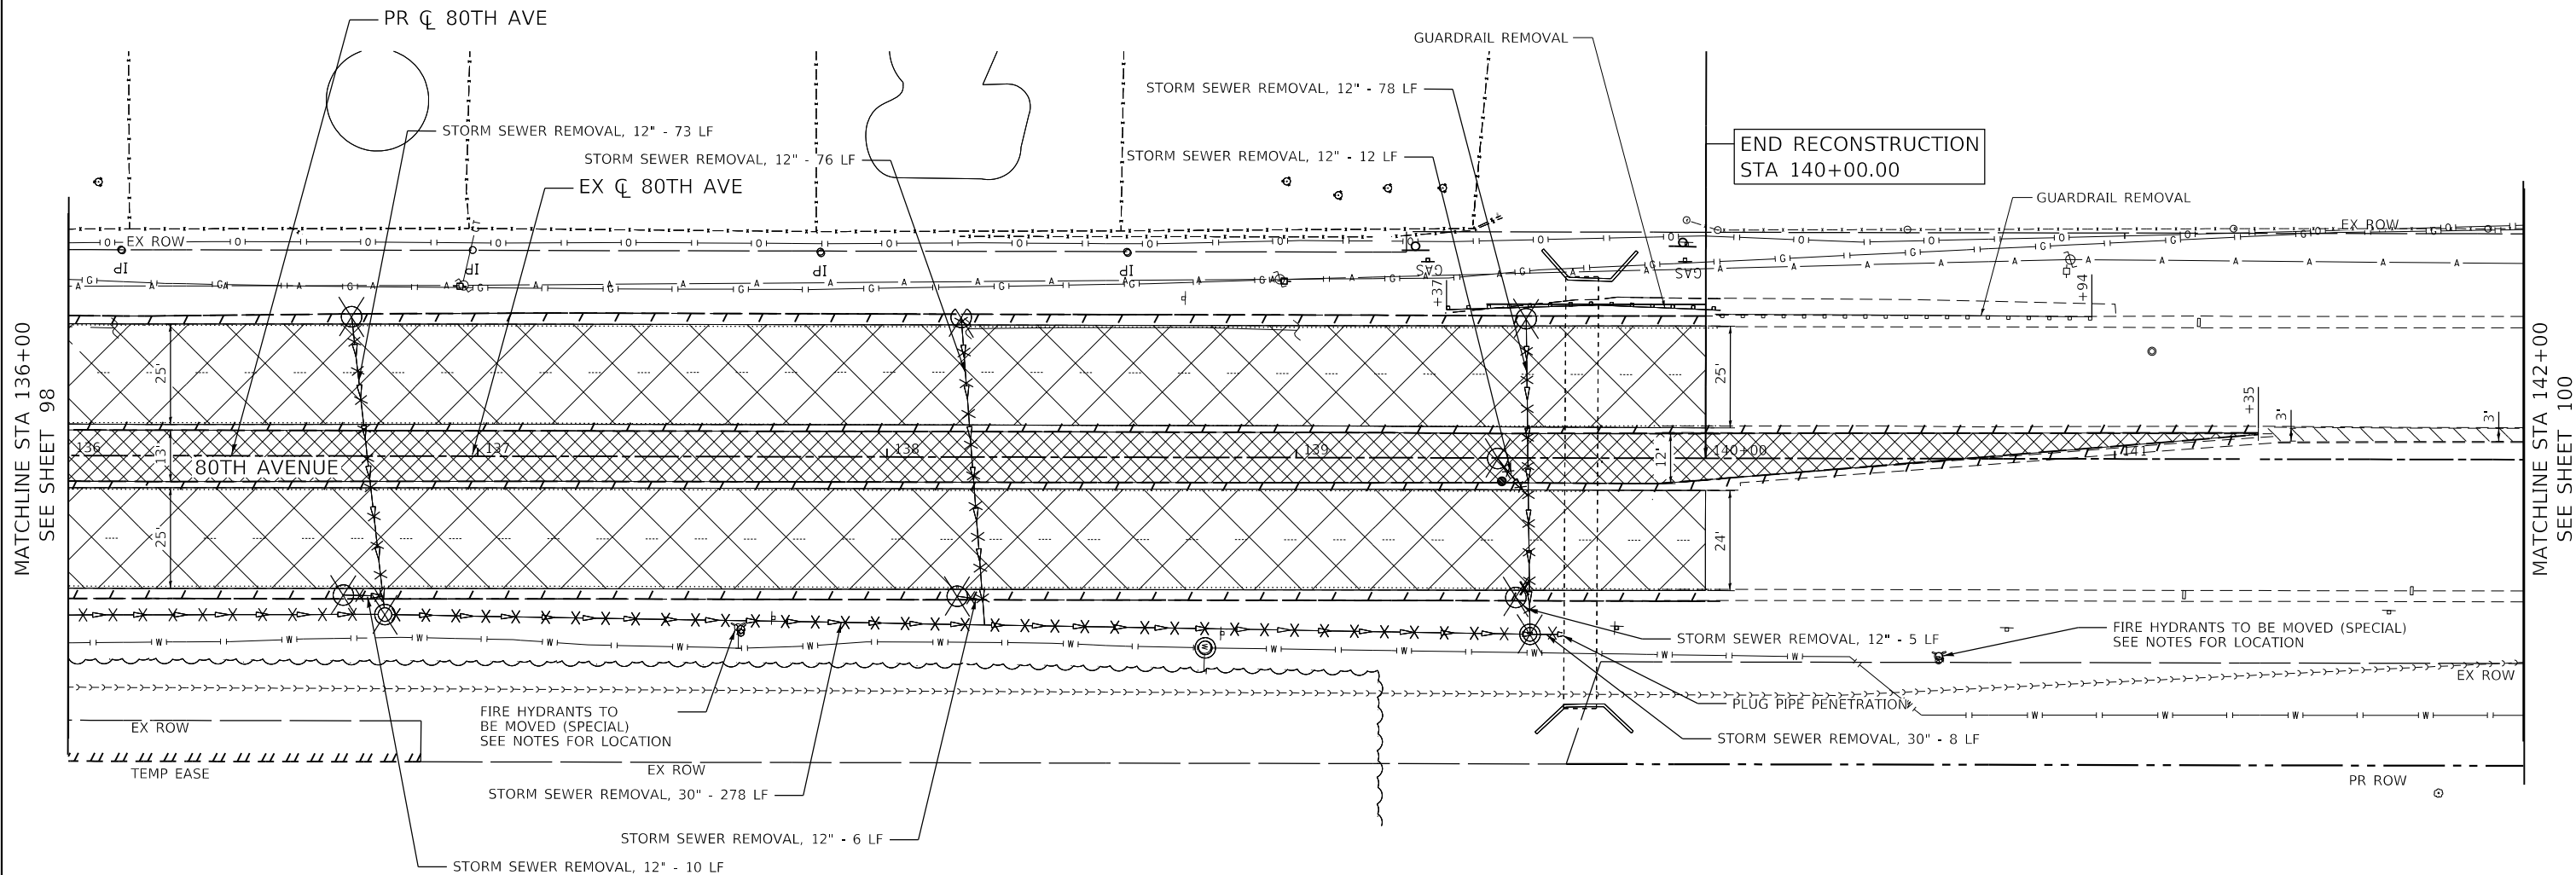 PR ℄ 80TH AVE
GUARDRAIL REMOVAL
STORM SEWER REMOVAL, 12" - 78 LF
STORM SEWER REMOVAL, 12" - 73 LF
STORM SEWER REMOVAL, 12" - 76 LF
STORM SEWER REMOVAL, 12" - 12 LF
EX ℄ 80TH AVE
END RECONSTRUCTION
STA 140+00.00
GUARDRAIL REMOVAL
EX ROW
EX ROW
IP
IP
IP
IP
GAS
GAS
+37
+94
MATCHLINE STA 136+00
SEE SHEET 98
25'
13'
25'
136
137
138
139
140+00
141
80TH AVENUE
12'
25'
24'
+35
3'
3'
MATCHLINE STA 142+00
SEE SHEET 100
STORM SEWER REMOVAL, 12" - 5 LF
FIRE HYDRANTS TO BE MOVED (SPECIAL)
SEE NOTES FOR LOCATION
EX ROW
PLUG PIPE PENETRATION
STORM SEWER REMOVAL, 30" - 8 LF
FIRE HYDRANTS TO
BE MOVED (SPECIAL)
SEE NOTES FOR LOCATION
EX ROW
TEMP EASE
EX ROW
PR ROW
STORM SEWER REMOVAL, 30" - 278 LF
STORM SEWER REMOVAL, 12" - 6 LF
STORM SEWER REMOVAL, 12" - 10 LF